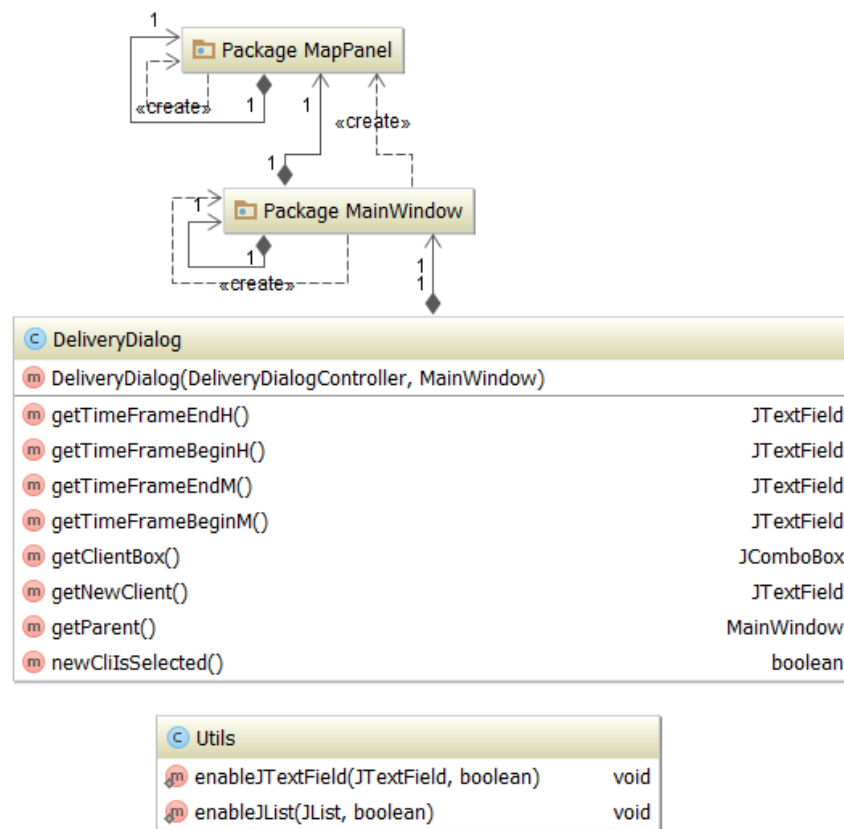 1
Package MapPanel
«create»
1
1
«create»
1
1
Package MainWindow
1
«create»
1
1
DeliveryDialog
DeliveryDialog(DeliveryDialogController, MainWindow)
getTimeFrameEndH() JTextField
getTimeFrameBeginH() JTextField
getTimeFrameEndM() JTextField
getTimeFrameBeginM() JTextField
getClientBox() JComboBox
getNewClient() JTextField
getParent() MainWindow
newCliIsSelected() boolean
Utils
enableJTextField(JTextField, boolean) void
enableJList(JList, boolean) void